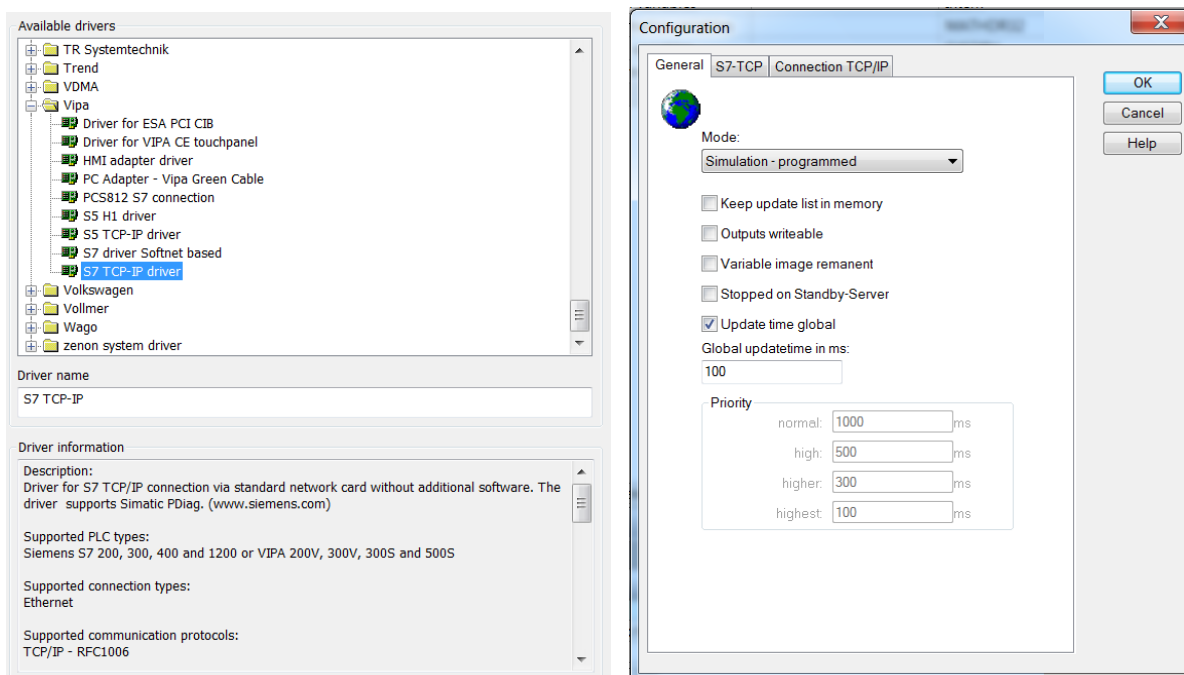 Available drivers
TR Systemtechnik
Trend
VDMA
Vipa
Driver for ESA PCI CIB
Driver for VIPA CE touchpanel
HMI adapter driver
PC Adapter - Vipa Green Cable
PCS812 S7 connection
S5 H1 driver
S5 TCP-IP driver
S7 driver Softnet based
S7 TCP-IP driver
Volkswagen
Vollmer
Wago
zenon system driver
Driver name
S7 TCP-IP
Driver information
Description:
Driver for S7 TCP/IP connection via standard network card without additional software. The
driver supports Simatic PDiag. (www.siemens.com)
Supported PLC types:
Siemens S7 200, 300, 400 and 1200 or VIPA 200V, 300V, 300S and 500S
Supported connection types:
Ethernet
Supported communication protocols:
TCP/IP - RFC1006
Configuration
General S7-TCP Connection TCP/IP
OK
Cancel
Help
Mode:
Simulation - programmed
Keep update list in memory
Outputs writeable
Variable image remanent
Stopped on Standby-Server
Update time global
Global updatetime in ms:
100
Priority
normal: 1000 ms
high: 500 ms
higher: 300 ms
highest: 100 ms